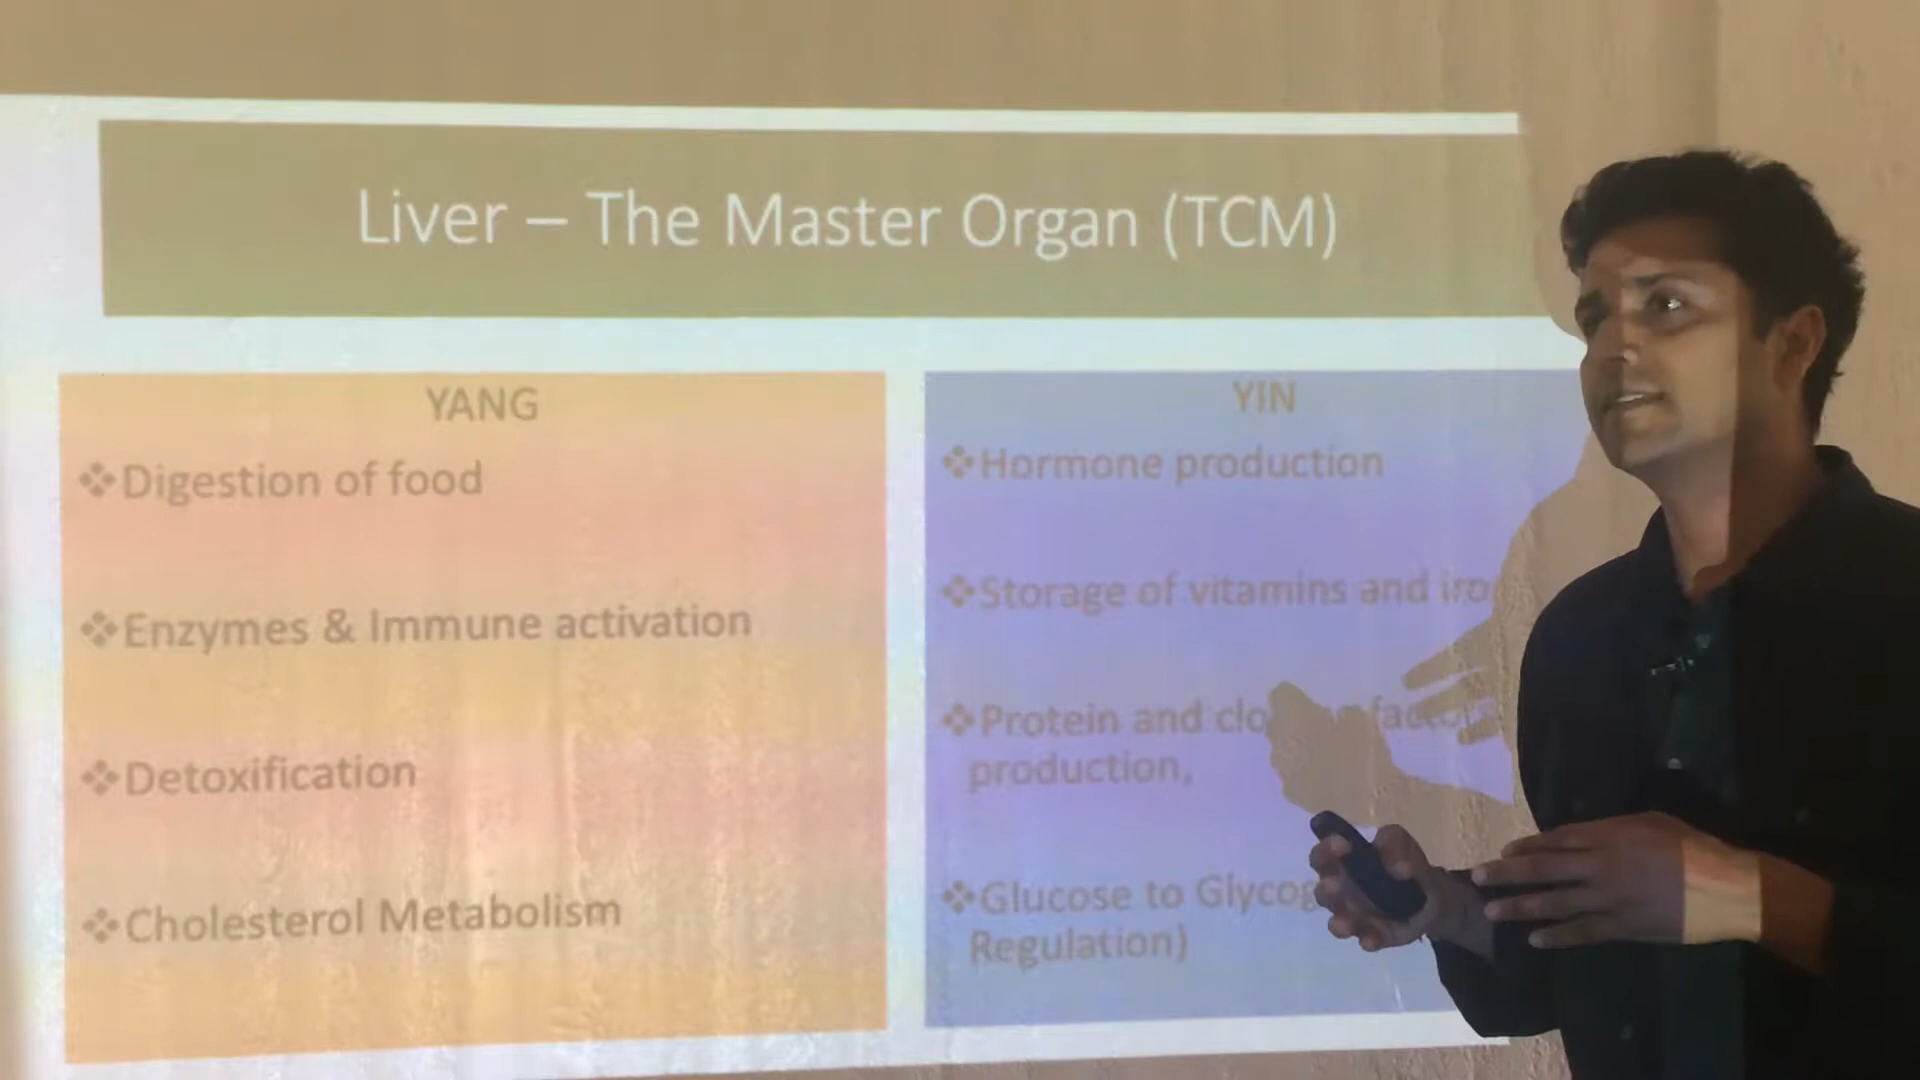 Liver – The Master Organ (TCM)
YANG
❖Digestion of food
❖Enzymes & Immune activation
❖Detoxification
❖Cholesterol Metabolism
YIN
❖Hormone production
❖Storage of vitamins and
❖Protein and
production,
❖Glucose to
Regulation)